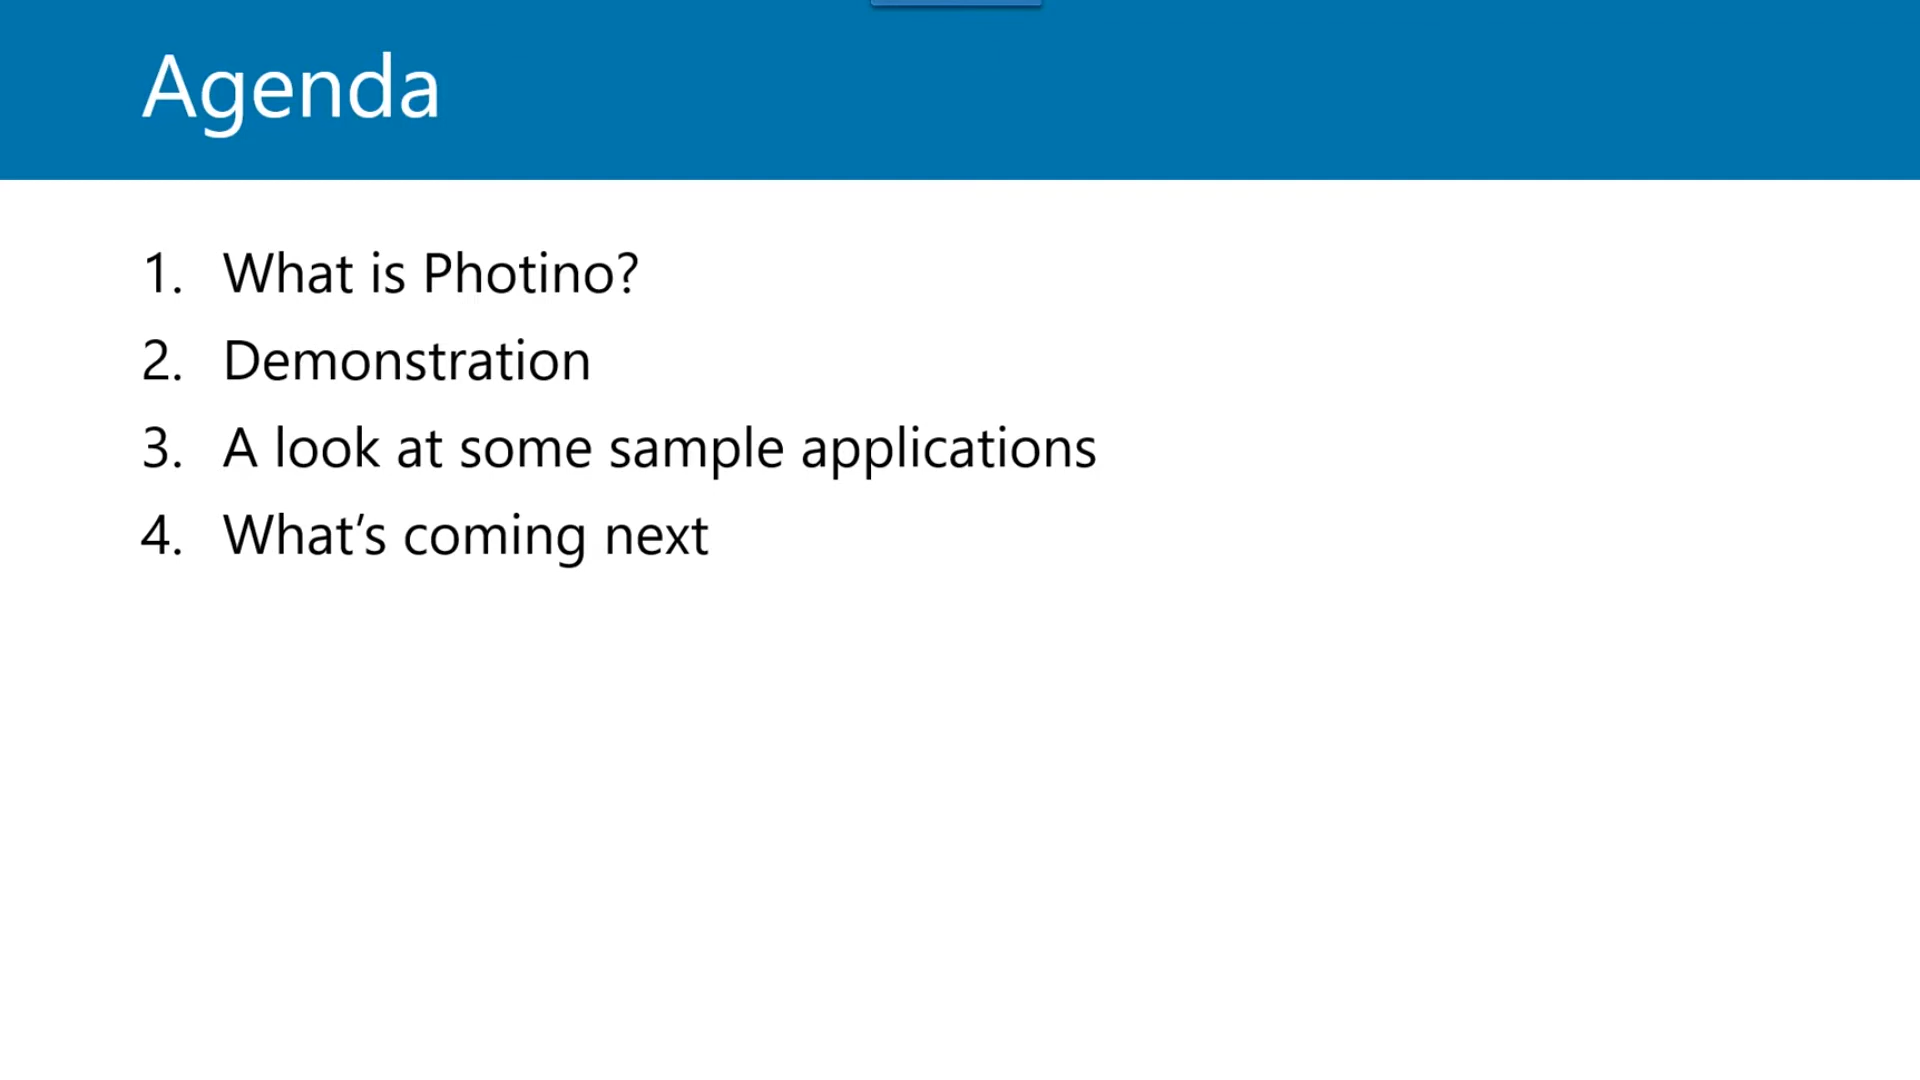 Agenda
1. What is Photino?
2. Demonstration
3. A look at some sample applications
4. What’s coming next